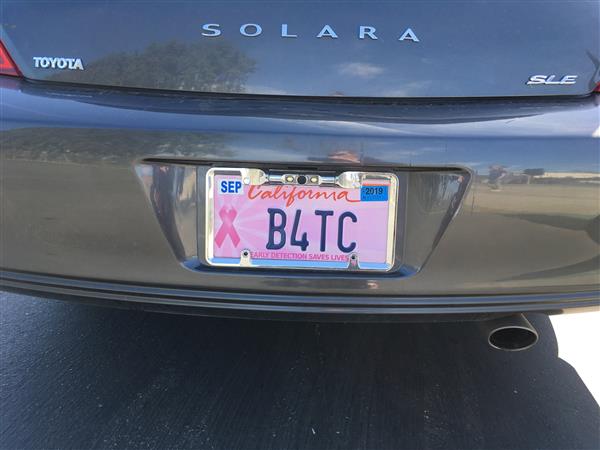 SOLARA
TOYOTA
SLE
SEP California 2019
B4TC
EARLY DETECTION SAVES LIVES